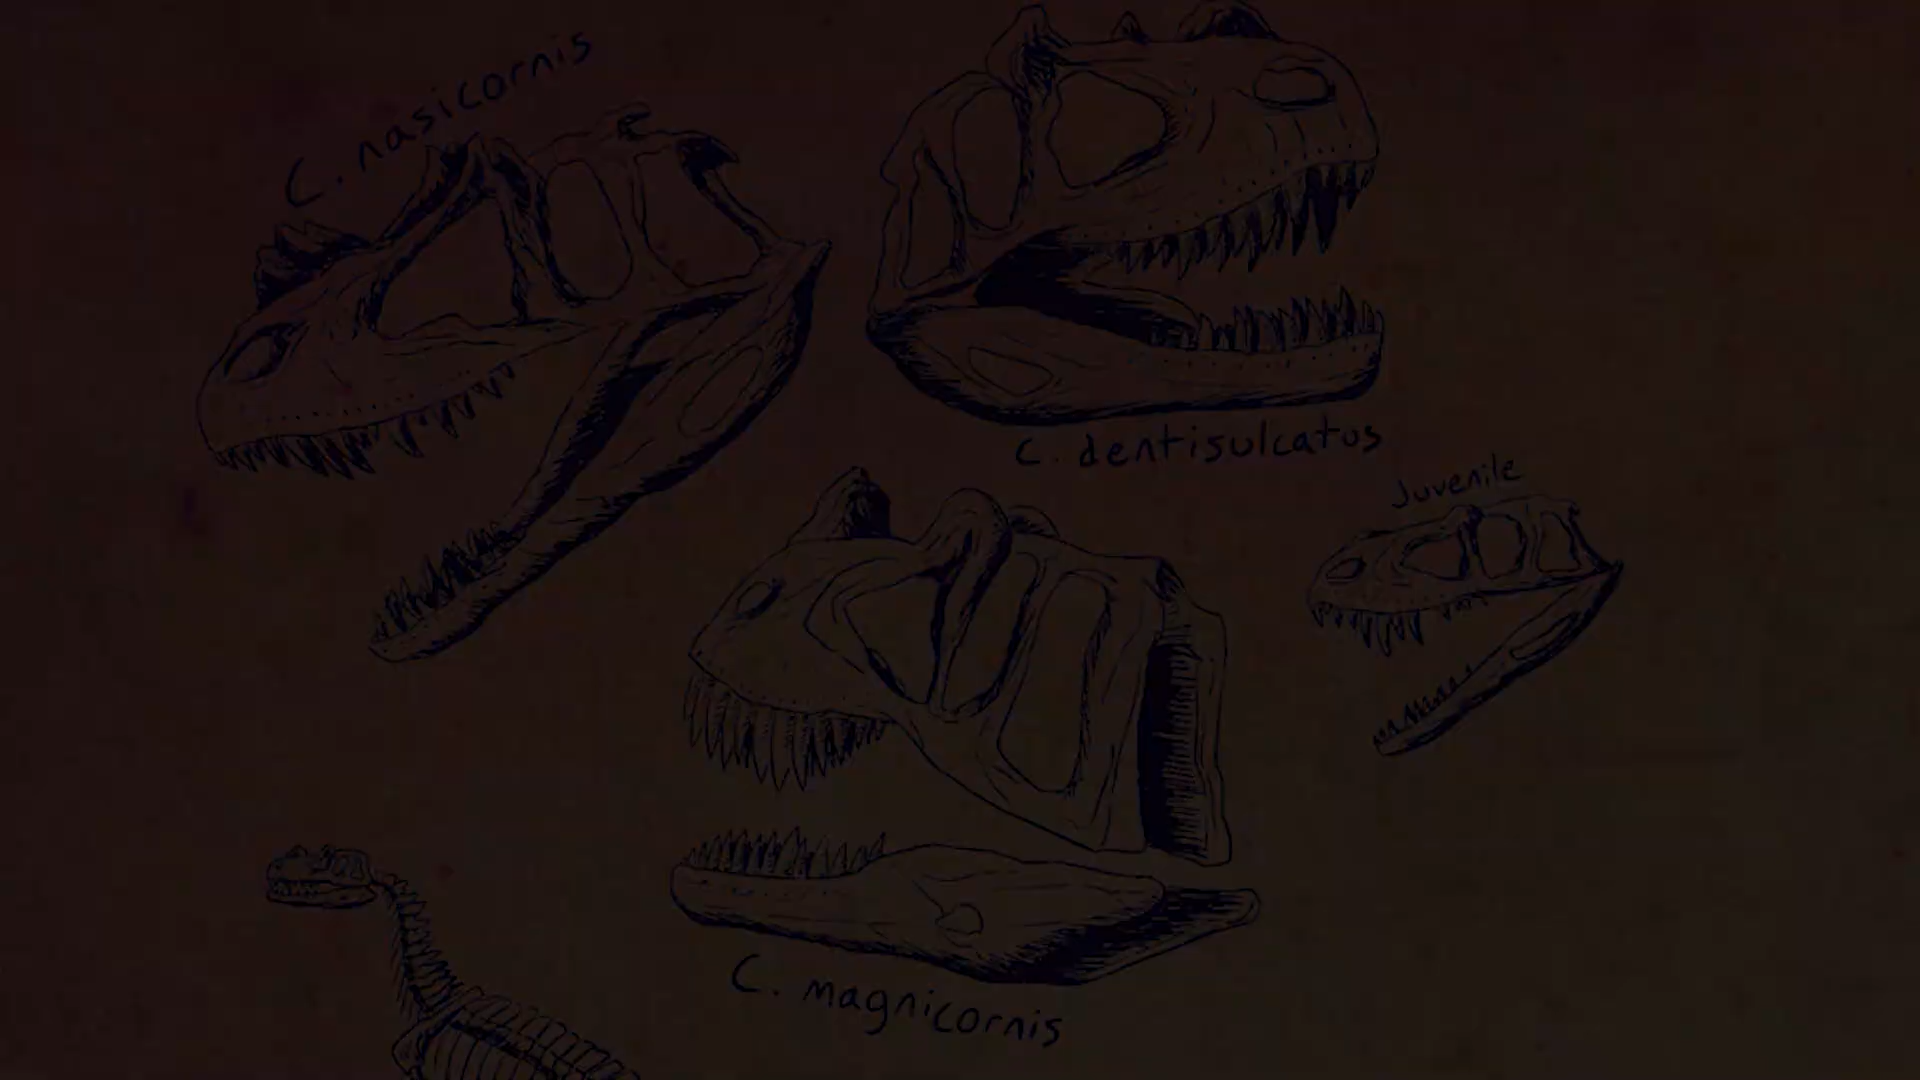 C. nasicornis
C. dentisulcatus
Juvenile
C. magnicornis